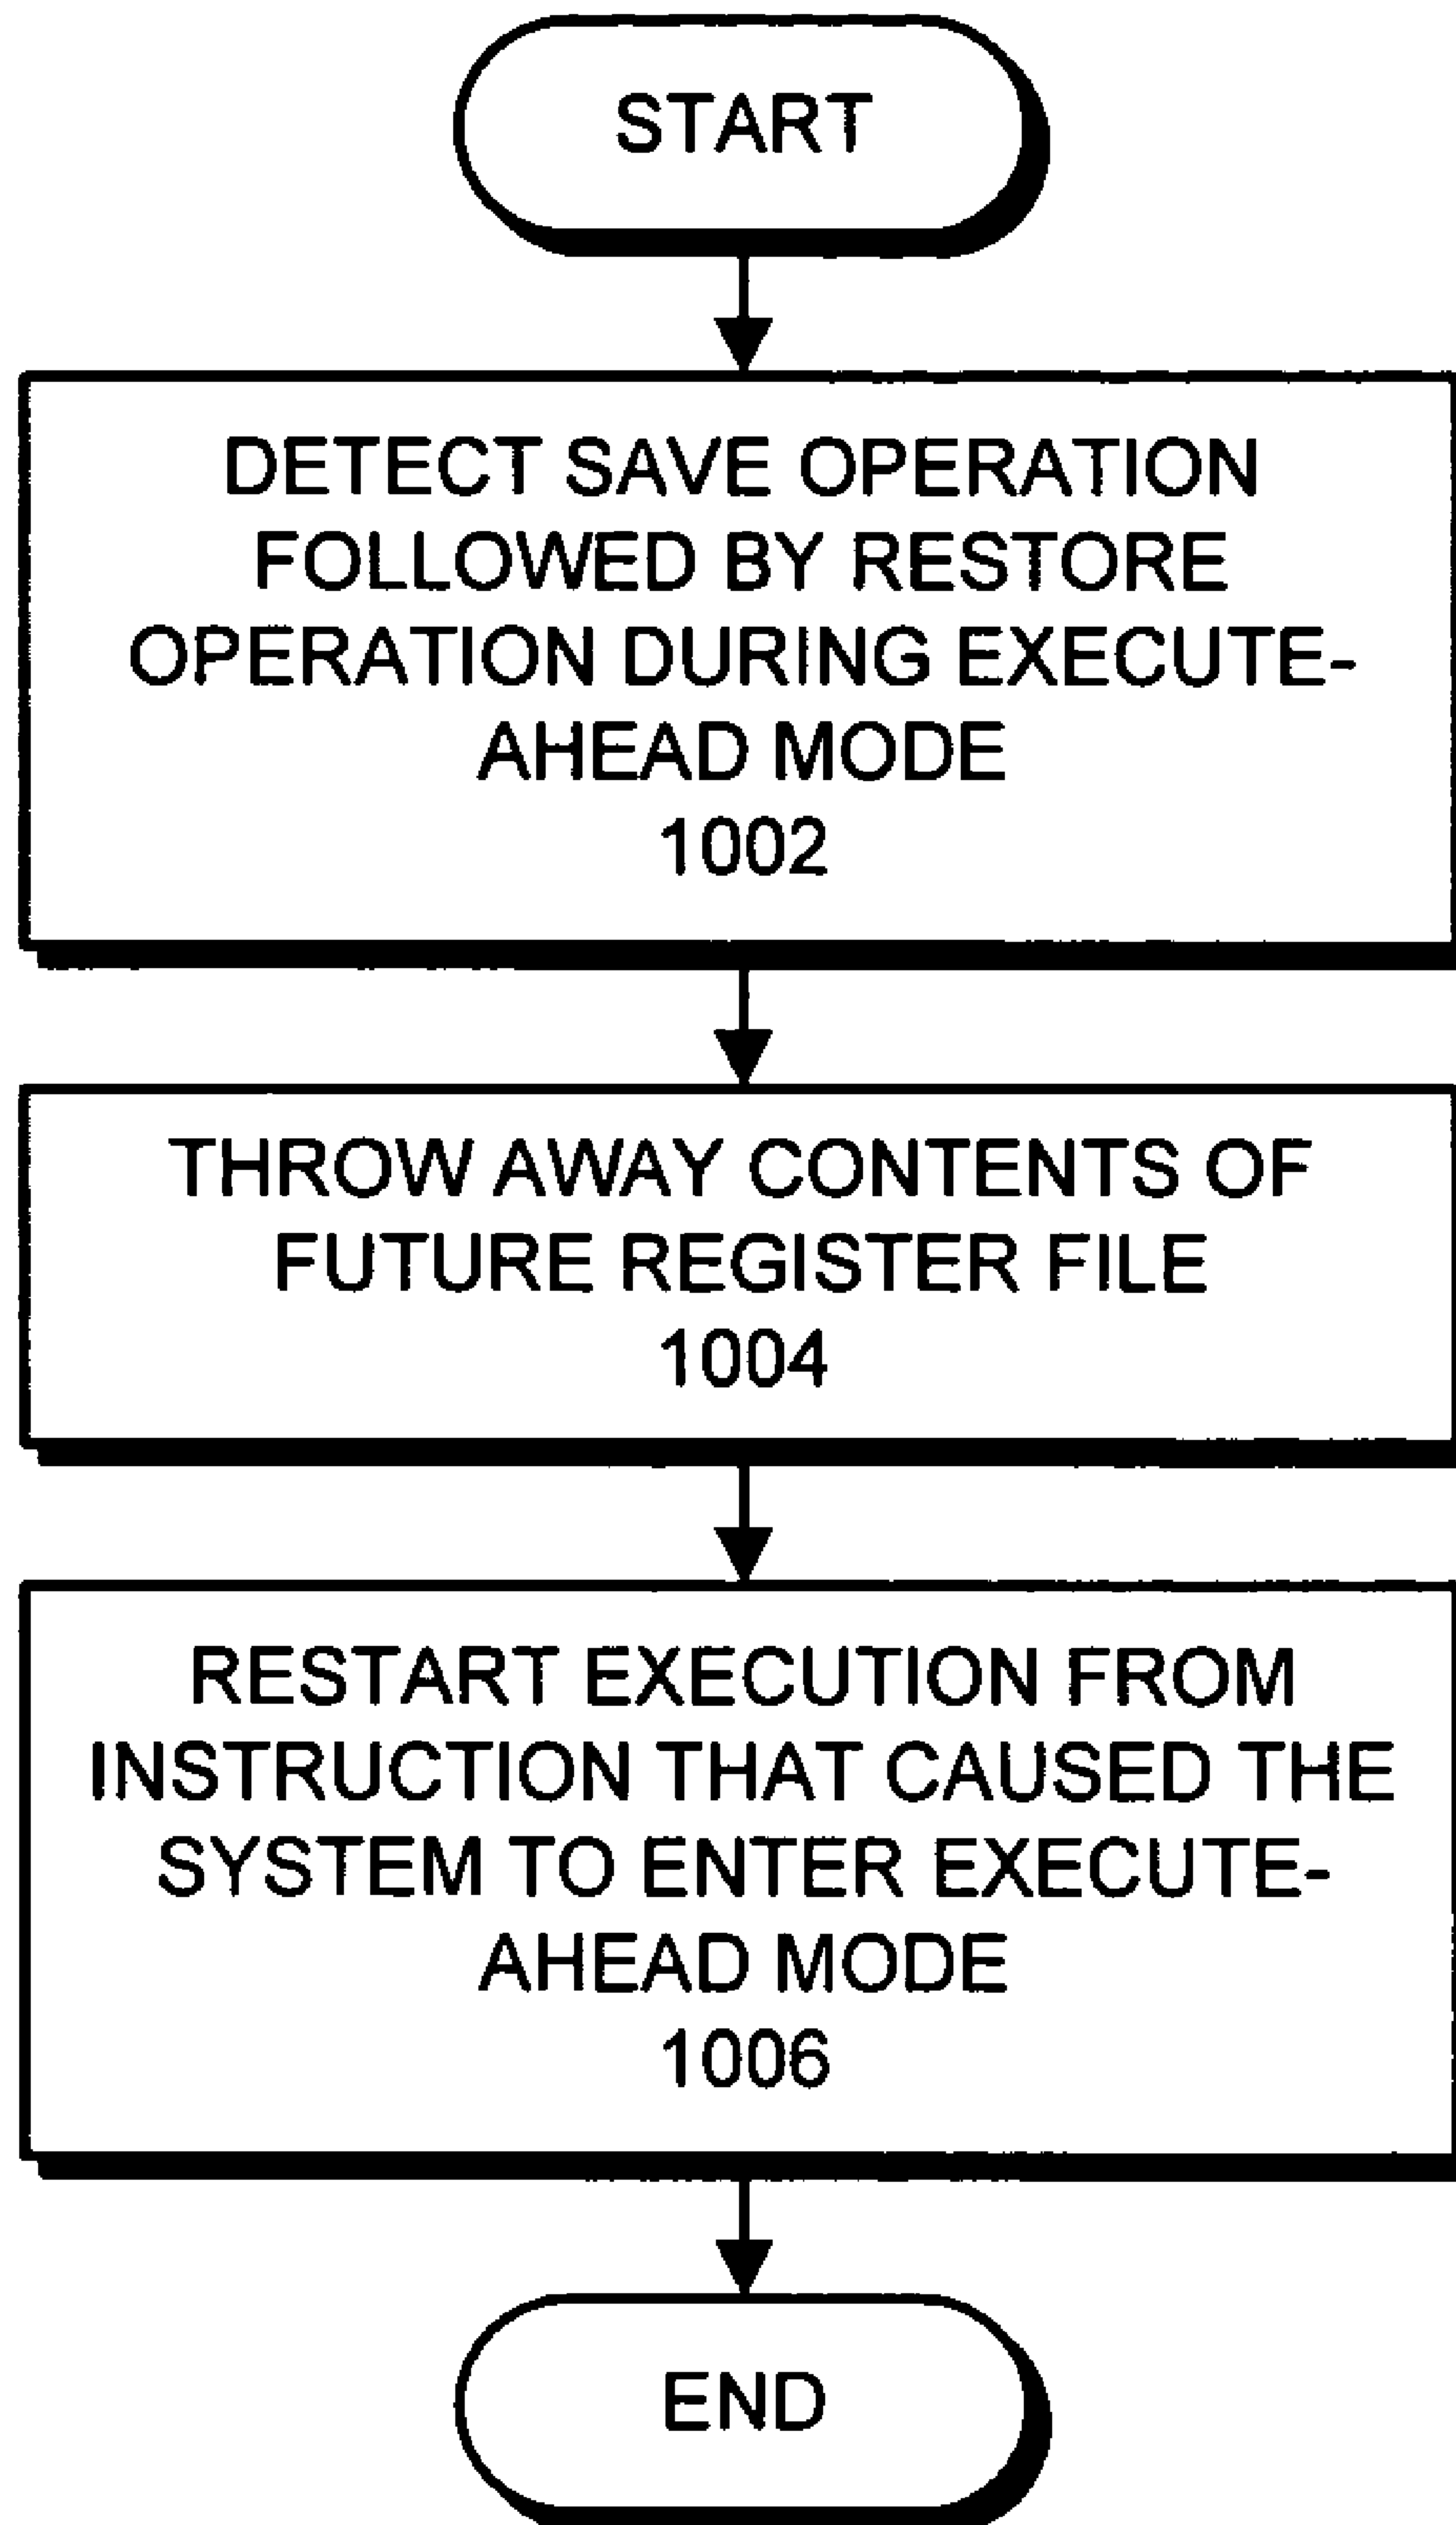 START
DETECT SAVE OPERATION
FOLLOWED BY RESTORE
OPERATION DURING EXECUTE-
AHEAD MODE
1002
THROW AWAY CONTENTS OF
FUTURE REGISTER FILE
1004
RESTART EXECUTION FROM
INSTRUCTION THAT CAUSED THE
SYSTEM TO ENTER EXECUTE-
AHEAD MODE
1006
END